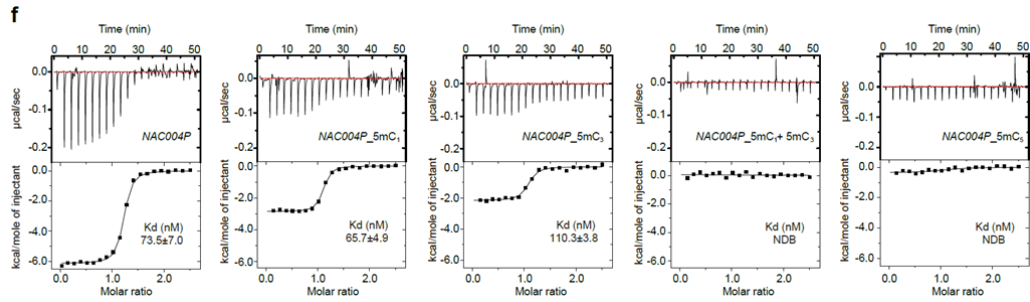 f
Time (min)
0 10 20 30 40 50
0.0
-0.1
-0.2
µcal/sec
NAC004P
0.0
-2.0
-4.0
-6.0
kcal/mole of injectant
Kd (nM)
73.5±7.0
0.0 1.0 2.0
Molar ratio
Time (min)
0 10 20 30 40 50
0.0
-0.1
-0.2
µcal/sec
NAC004P_5mC₁
0.0
-2.0
-4.0
-6.0
kcal/mole of injectant
Kd (nM)
65.7±4.9
0.0 1.0 2.0
Molar ratio
Time (min)
0 10 20 30 40 50
0.0
-0.1
-0.2
µcal/sec
NAC004P_5mC₃
0.0
-2.0
-4.0
-6.0
kcal/mole of injectant
Kd (nM)
110.3±3.8
0.0 1.0 2.0
Molar ratio
Time (min)
0 10 20 30 40 50
0.0
-0.1
-0.2
µcal/sec
NAC004P_5mC₁+ 5mC₃
0.0
-2.0
-4.0
-6.0
kcal/mole of injectant
Kd (nM)
NDB
0.0 1.0 2.0
Molar ratio
Time (min)
0 10 20 30 40 50
0.0
-0.1
-0.2
µcal/sec
NAC004P_5mC₅
0.0
-2.0
-4.0
-6.0
kcal/mole of injectant
Kd (nM)
NDB
0.0 1.0 2.0
Molar ratio